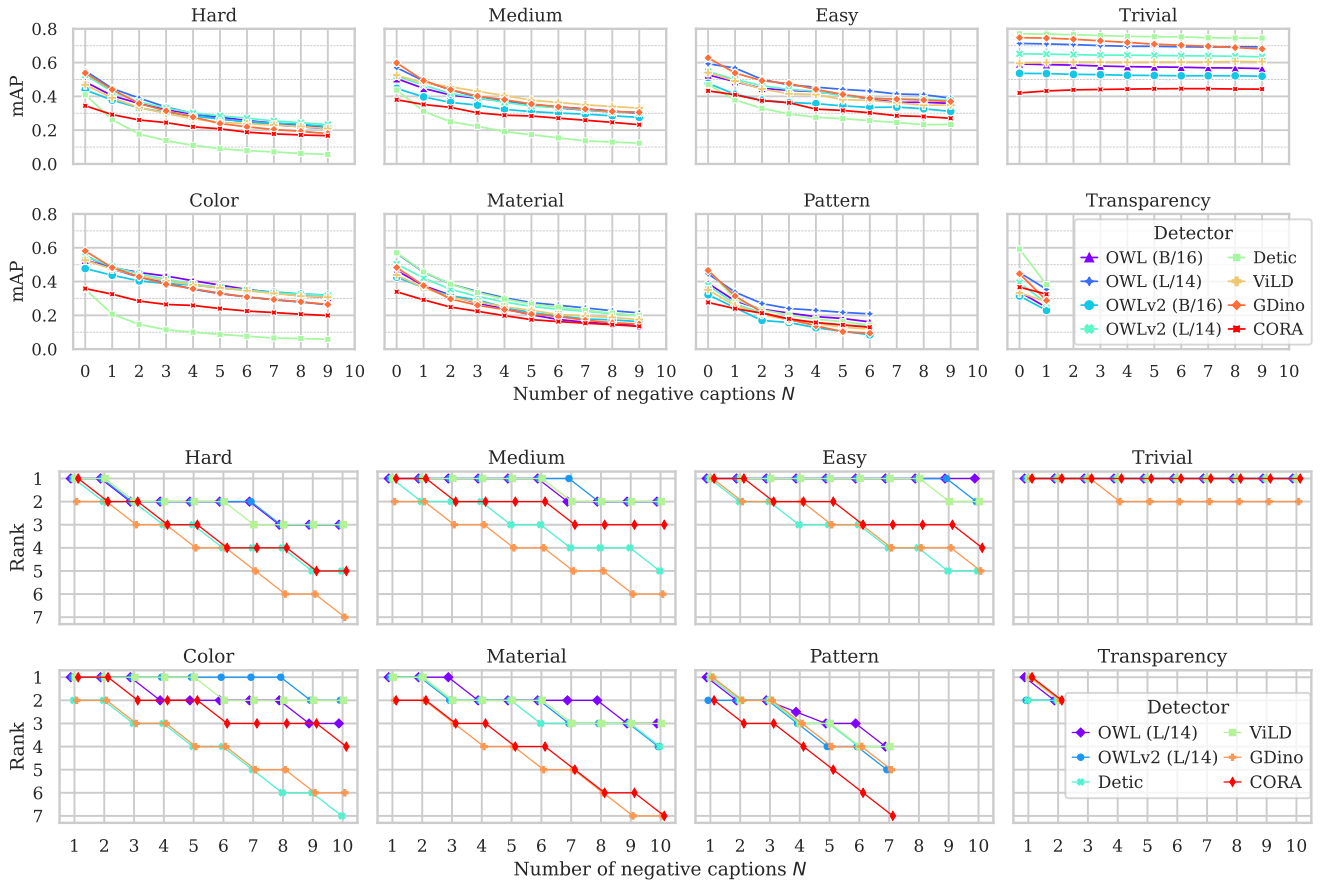 Hard Medium Easy Trivial
0.8
0.6
0.4
0.2
0.0
mAP
Color Material Pattern Transparency
0.8
0.6
0.4
0.2
0.0
mAP
Detector
OWL (B/16) Detic
OWL (L/14) ViLD
OWLv2 (B/16) GDino
OWLv2 (L/14) CORA
0 1 2 3 4 5 6 7 8 9 10 0 1 2 3 4 5 6 7 8 9 10 0 1 2 3 4 5 6 7 8 9 10 0 1 2 3 4 5 6 7 8 9 10
Number of negative captions N
Hard Medium Easy Trivial
1
2
3
4
5
6
7
Rank
Color Material Pattern Transparency
1
2
3
4
5
6
7
Rank
Detector
OWL (L/14) ViLD
OWLv2 (L/14) GDino
Detic CORA
1 2 3 4 5 6 7 8 9 10 1 2 3 4 5 6 7 8 9 10 1 2 3 4 5 6 7 8 9 10 1 2 3 4 5 6 7 8 9 10
Number of negative captions N